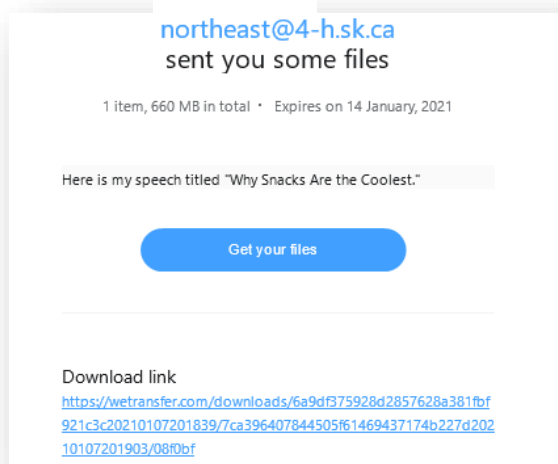 northeast@4-h.sk.ca
sent you some files
1 item, 660 MB in total • Expires on 14 January, 2021
Here is my speech titled "Why Snacks Are the Coolest."
Get your files
Download link
https://wetransfer.com/downloads/6a9df375928d2857628a381fbf
921c3c20210107201839/7ca396407844505f61469437174b227d202
10107201903/08f0bf